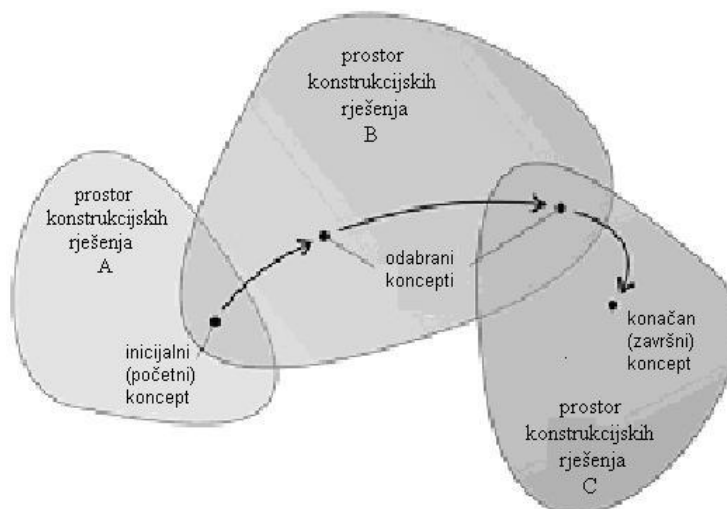 prostor
konstrukcijskih
rješenja
A
inicijalni
(početni)
koncept
prostor
konstrukcijskih
rješenja
B
odabrani
koncepti
konačan
(završni)
koncept
prostor
konstrukcijskih
rješenja
C